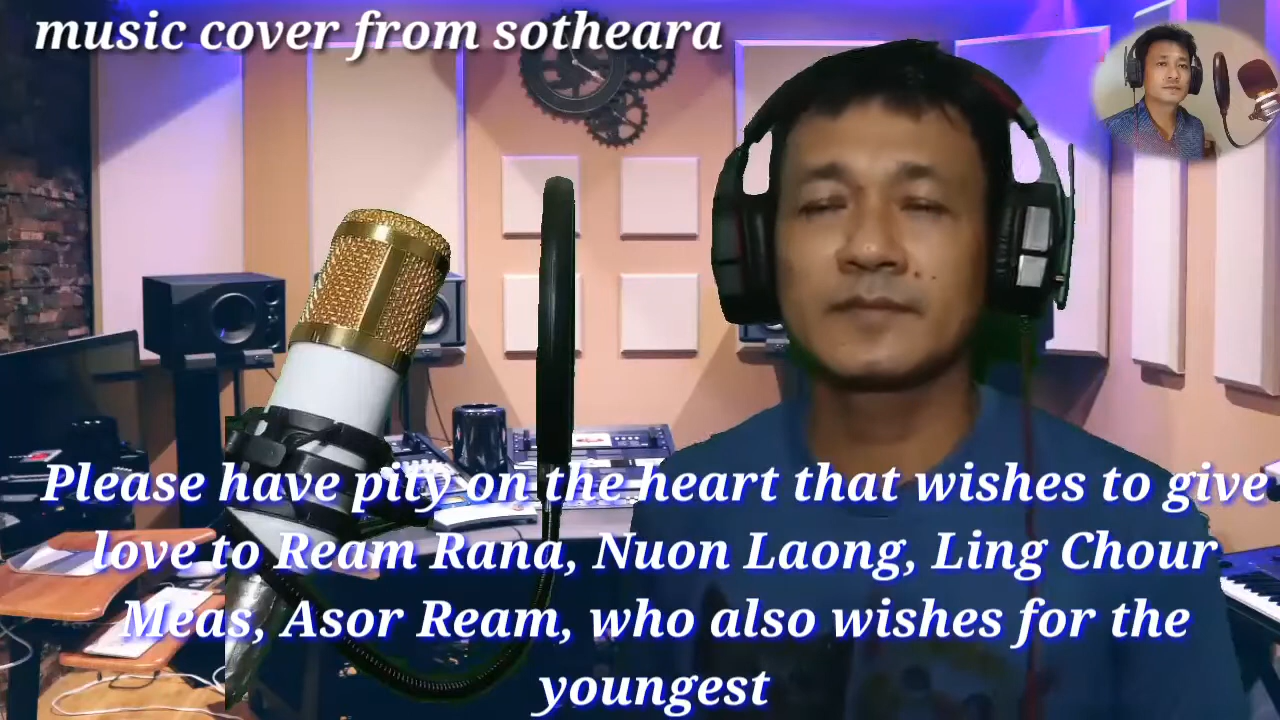 music cover from sotheara
Please have pity on the heart that wishes to give
love to Ream Rana, Nuon Laong, Ling Chour
Meas, Asor Ream, who also wishes for the
youngest